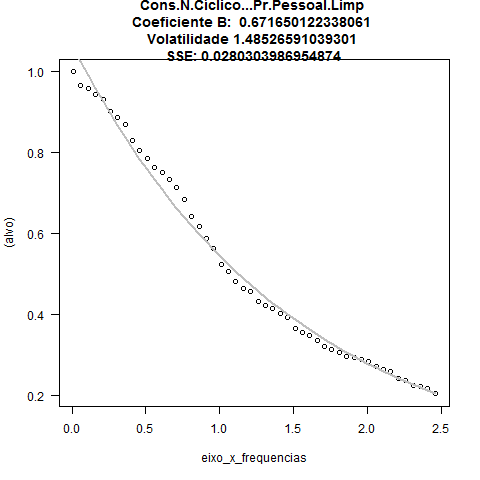 Cons.N.Ciclico...Pr.Pessoal.Limp
Coeficiente B: 0.671650122338061
Volatilidade 1.48526591039301
SSE: 0.0280303986954874
1.0
0.8
0.6
0.4
0.2
(alvo)
0.0 0.5 1.0 1.5 2.0 2.5
eixo_x_frequencias